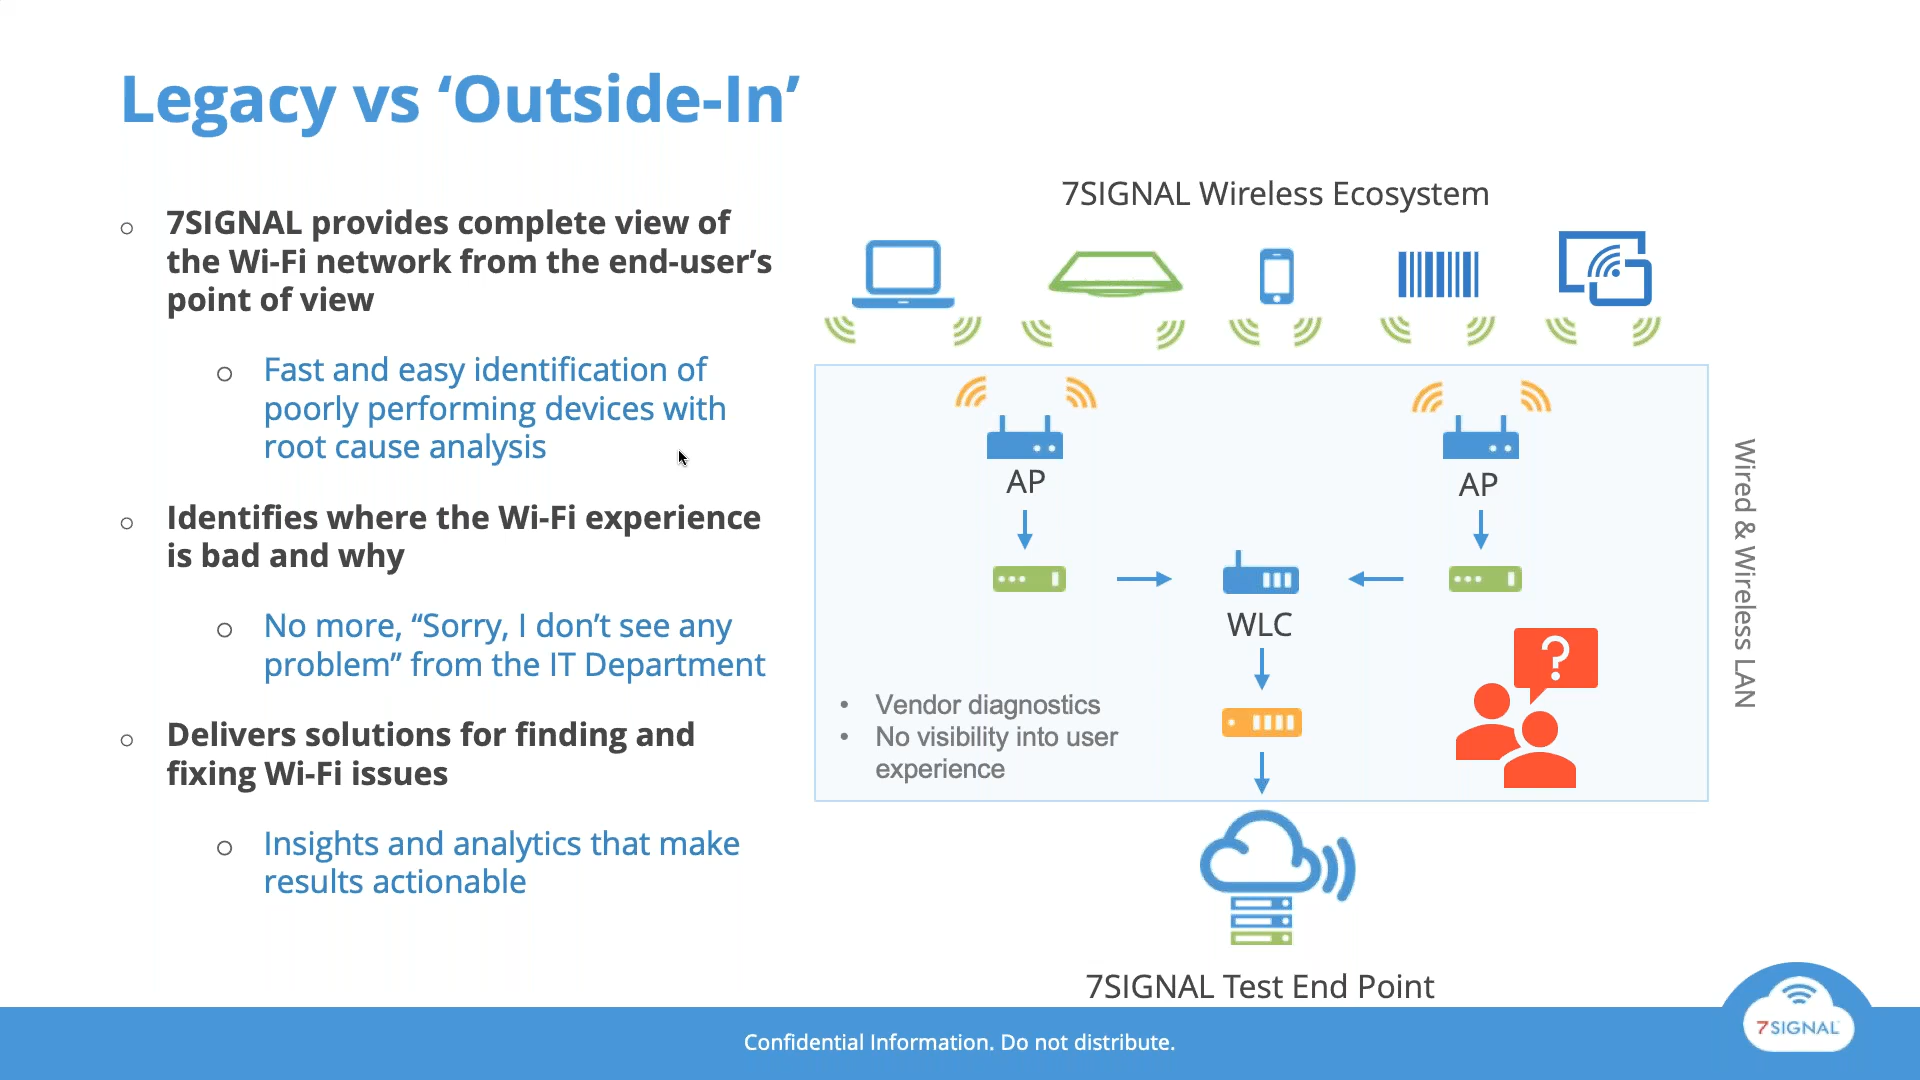 Legacy vs ‘Outside-In’
7SIGNAL provides complete view of
the Wi-Fi network from the end-user’s
point of view
Fast and easy identification of
poorly performing devices with
root cause analysis
Identifies where the Wi-Fi experience
is bad and why
No more, “Sorry, I don’t see any
problem” from the IT Department
Delivers solutions for finding and
fixing Wi-Fi issues
Insights and analytics that make
results actionable
7SIGNAL Wireless Ecosystem
AP
AP
WLC
?
• Vendor diagnostics
• No visibility into user
experience
Wired & Wireless LAN
7SIGNAL Test End Point
Confidential Information. Do not distribute.
7SIGNAL